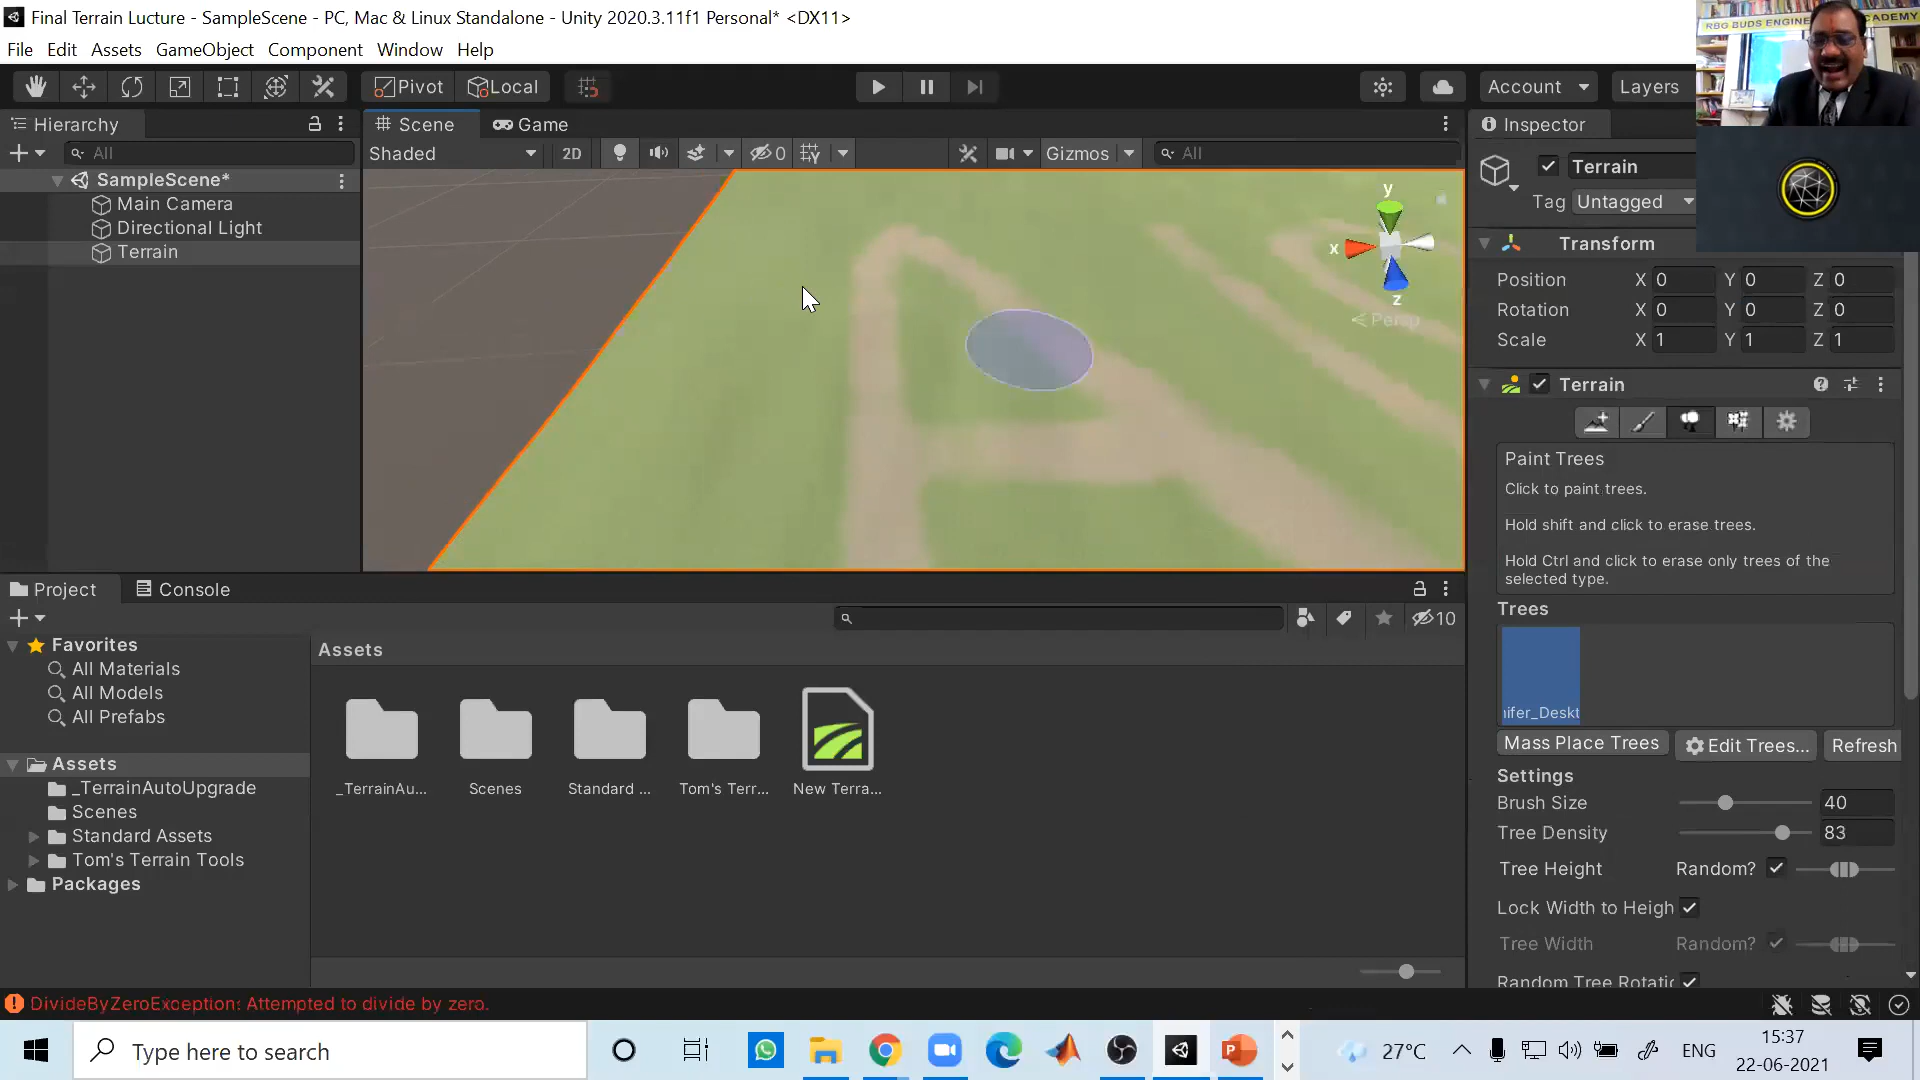 Final Terrain Lucture - SampleScene - PC, Mac & Linux Standalone - Unity 2020.3.11f1 Personal* <DX11>
File Edit Assets GameObject Component Window Help
Pivot Local Account Layers
Hierarchy
All
SampleScene*
Main Camera
Directional Light
Terrain
Scene Game
Shaded 2D 0 Gizmos All
y
x
z
Persp
Inspector
Terrain
Tag Untagged
Transform
Position X 0 Y 0 Z 0
Rotation X 0 Y 0 Z 0
Scale X 1 Y 1 Z 1
Terrain
Paint Trees
Click to paint trees.
Hold shift and click to erase trees.
Hold Ctrl and click to erase only trees of the
selected type.
Trees
nifer_Deskt
Mass Place Trees Edit Trees... Refresh
Settings
Brush Size 40
Tree Density 83
Tree Height Random?
Lock Width to Heigh
Tree Width Random?
Random Tree Rotatic
Project Console
10
Favorites
All Materials
All Models
All Prefabs
Assets
_TerrainAutoUpgrade
Scenes
Standard Assets
Tom's Terrain Tools
Packages
Assets
_TerrainAu... Scenes Standard ... Tom's Terr... New Terra...
DivideByZeroException: Attempted to divide by zero.
Type here to search
27°C ENG
15:37
22-06-2021
RBG BUDS ENGINE ACADEMY